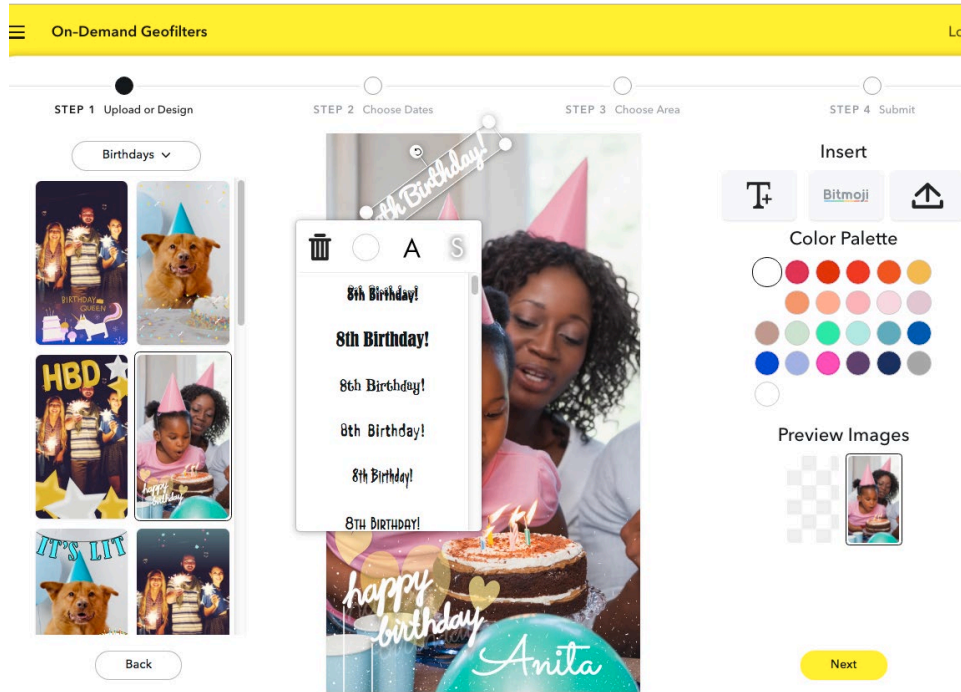 On-Demand Geofilters
Lo
STEP 1 Upload or Design
STEP 2 Choose Dates
STEP 3 Choose Area
STEP 4 Submit
Birthdays
BIRTHDAY
QUEEN
HBD
happy
birthday
IT'S LIT
Back
th Birthday!
A
S
8th Birthday!
8th Birthday!
8th Birthday!
8th Birthday!
8th Birthday!
8TH BIRTHDAY!
happy
birthday
Anita
Insert
T+
Bitmoji
Color Palette
Preview Images
Next